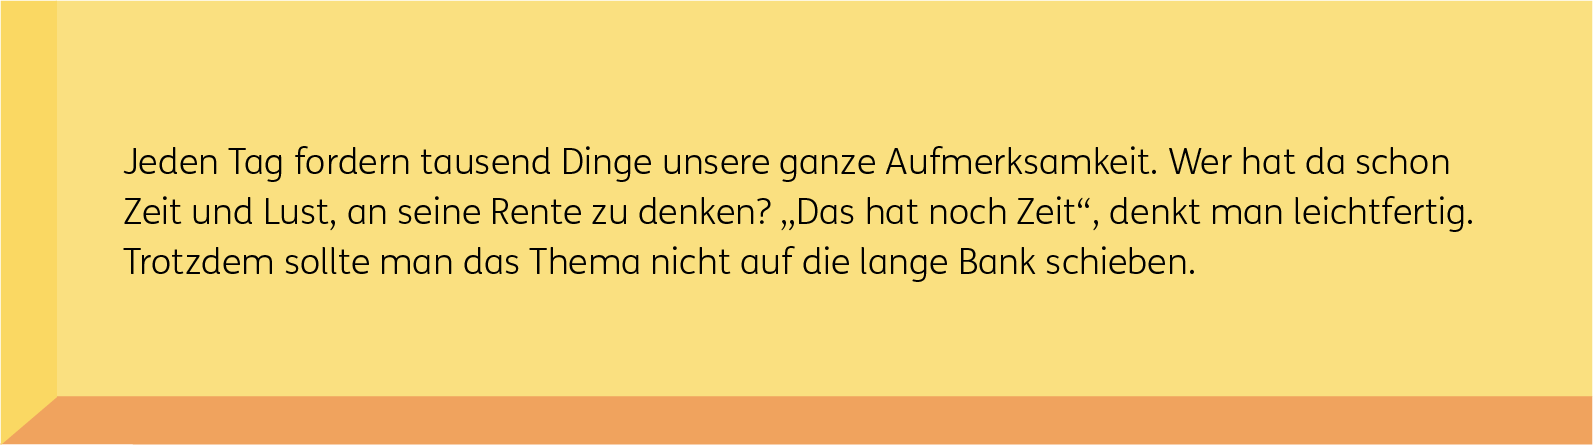 Jeden Tag fordern tausend Dinge unsere ganze Aufmerksamkeit. Wer hat da schon
Zeit und Lust, an seine Rente zu denken? „Das hat noch Zeit“, denkt man leichtfertig.
Trotzdem sollte man das Thema nicht auf die lange Bank schieben.